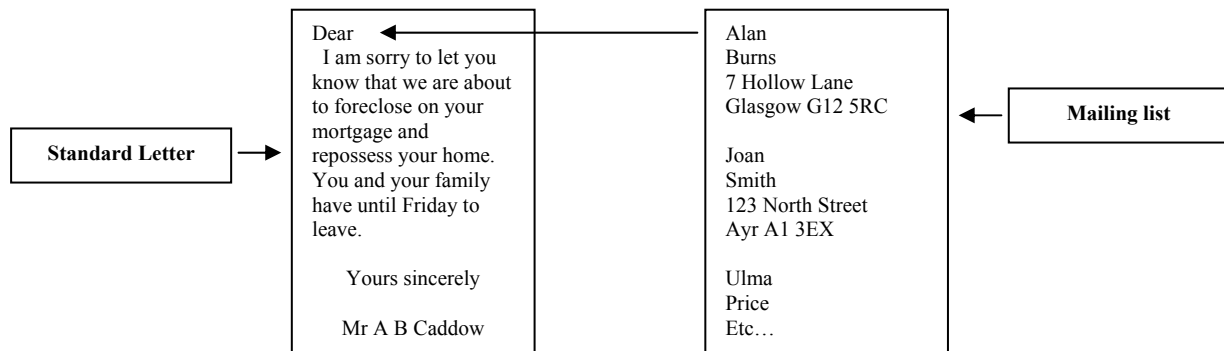 Standard Letter
Dear
I am sorry to let you
know that we are about
to foreclose on your
mortgage and
repossess your home.
You and your family
have until Friday to
leave.
Yours sincerely
Mr A B Caddow
Alan
Burns
7 Hollow Lane
Glasgow G12 5RC
Joan
Smith
123 North Street
Ayr A1 3EX
Ulma
Price
Etc…
Mailing list